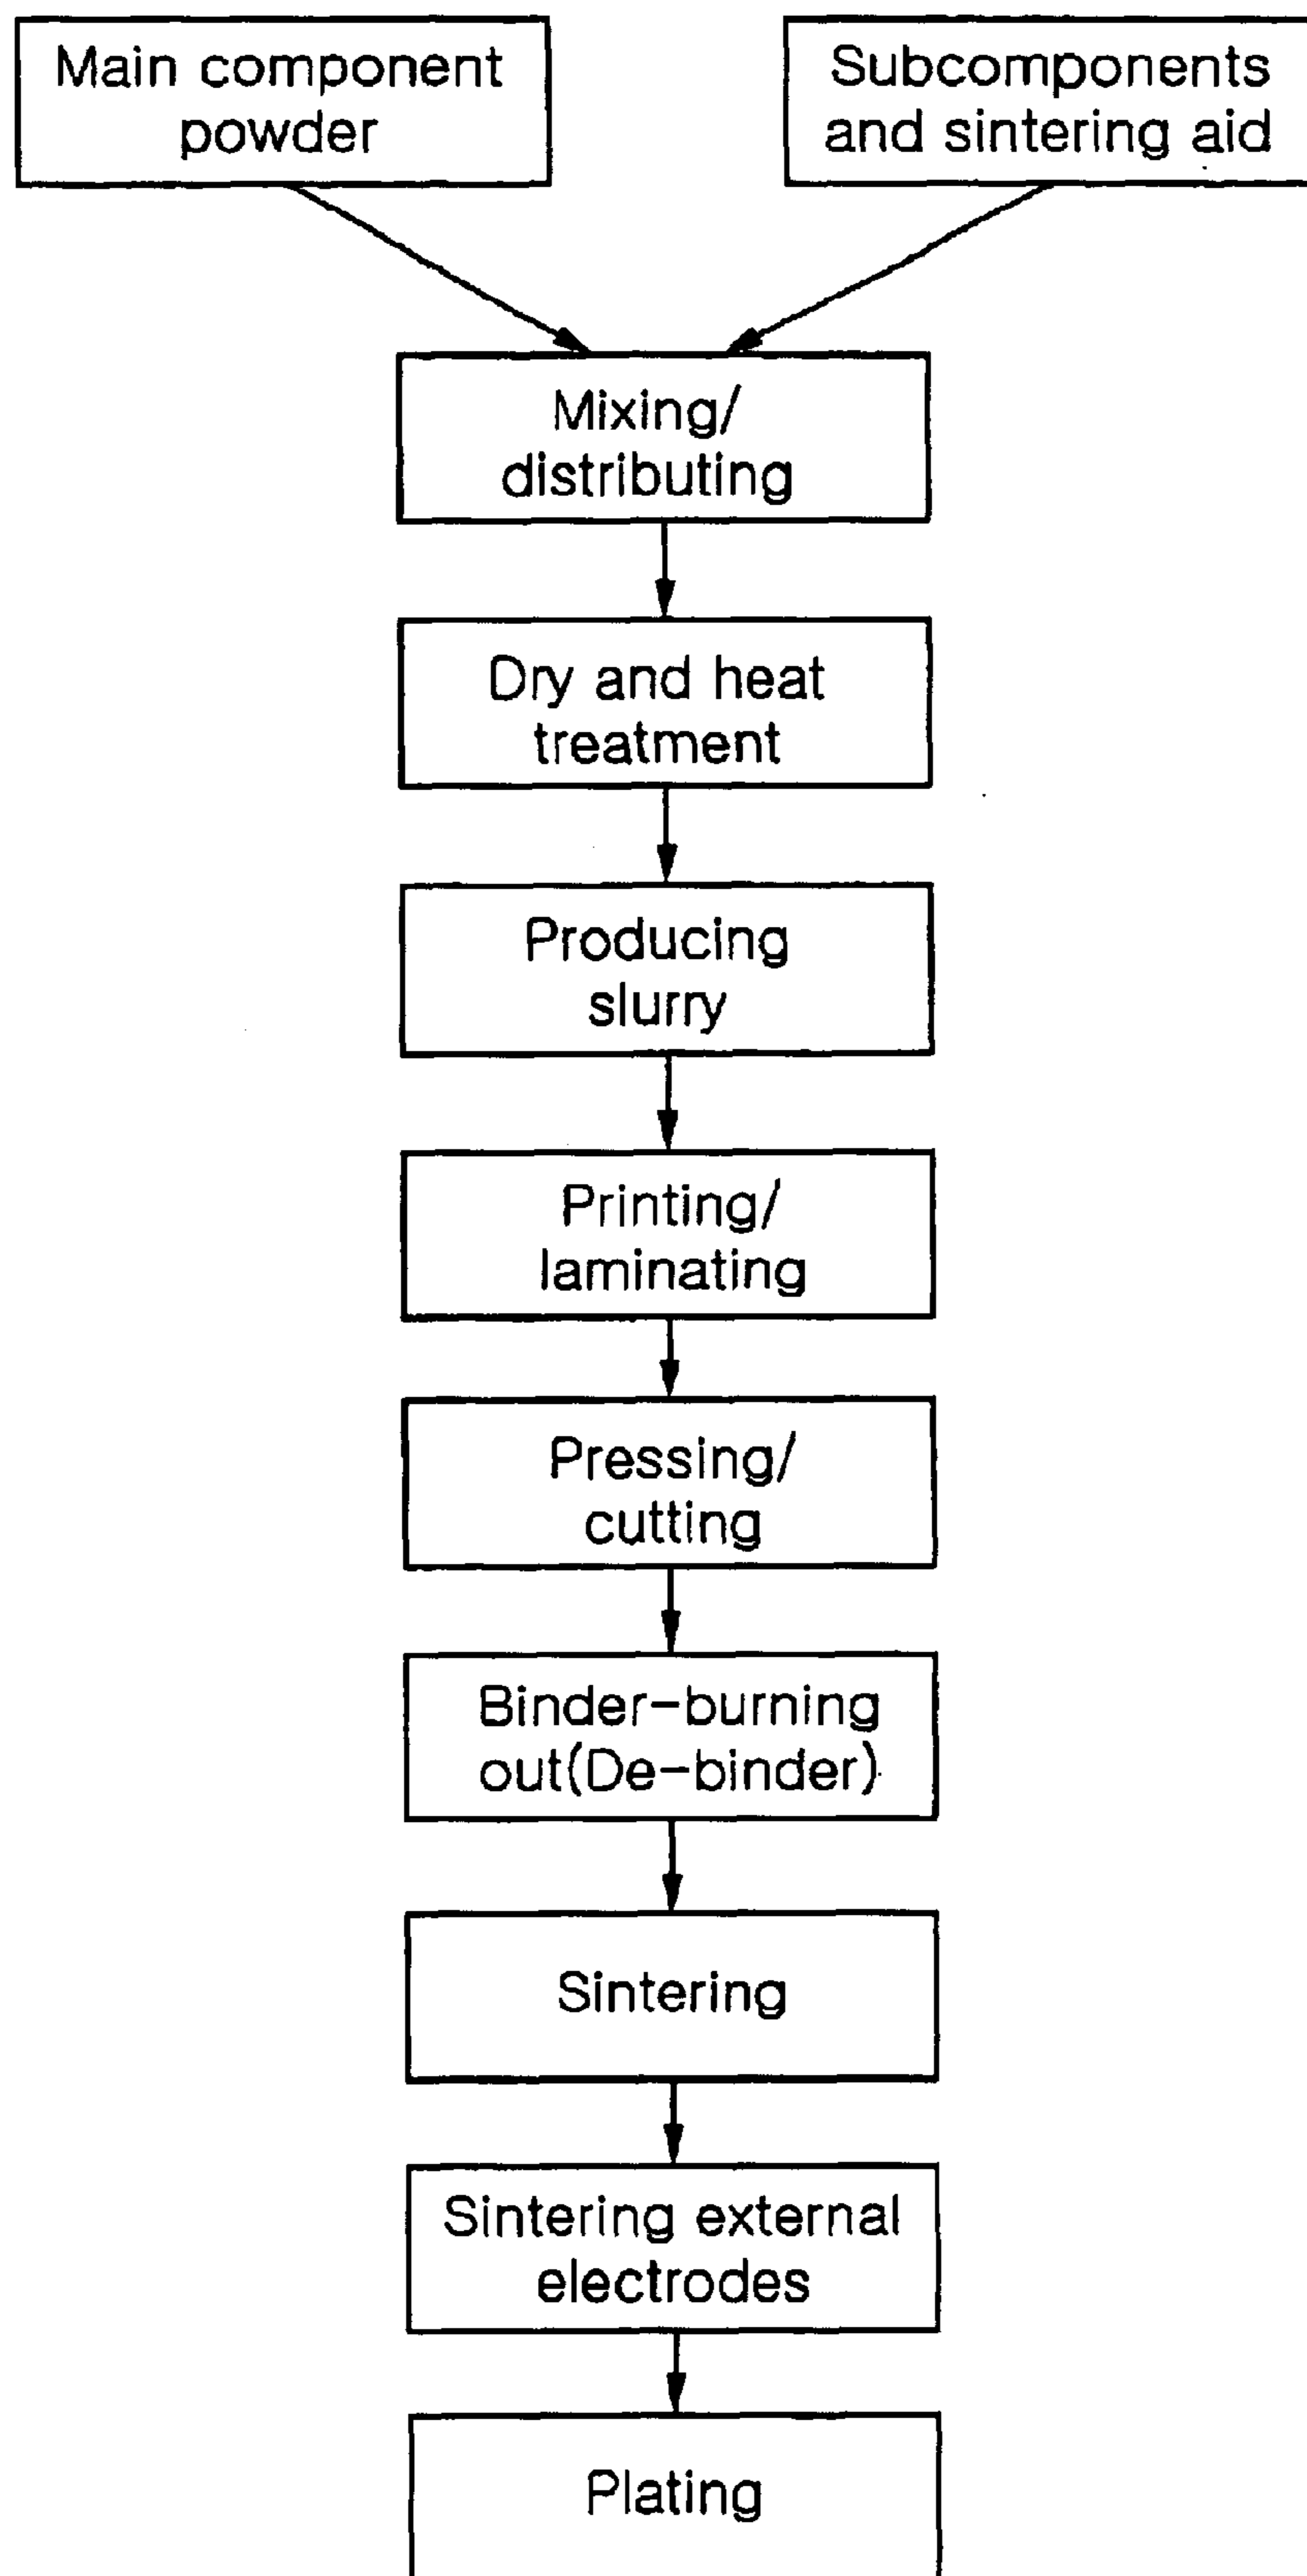 Main component
powder
Subcomponents
and sintering aid
Mixing/
distributing
Dry and heat
treatment
Producing
slurry
Printing/
laminating
Pressing/
cutting
Binder-burning
out(De-binder)
Sintering
Sintering external
electrodes
Plating